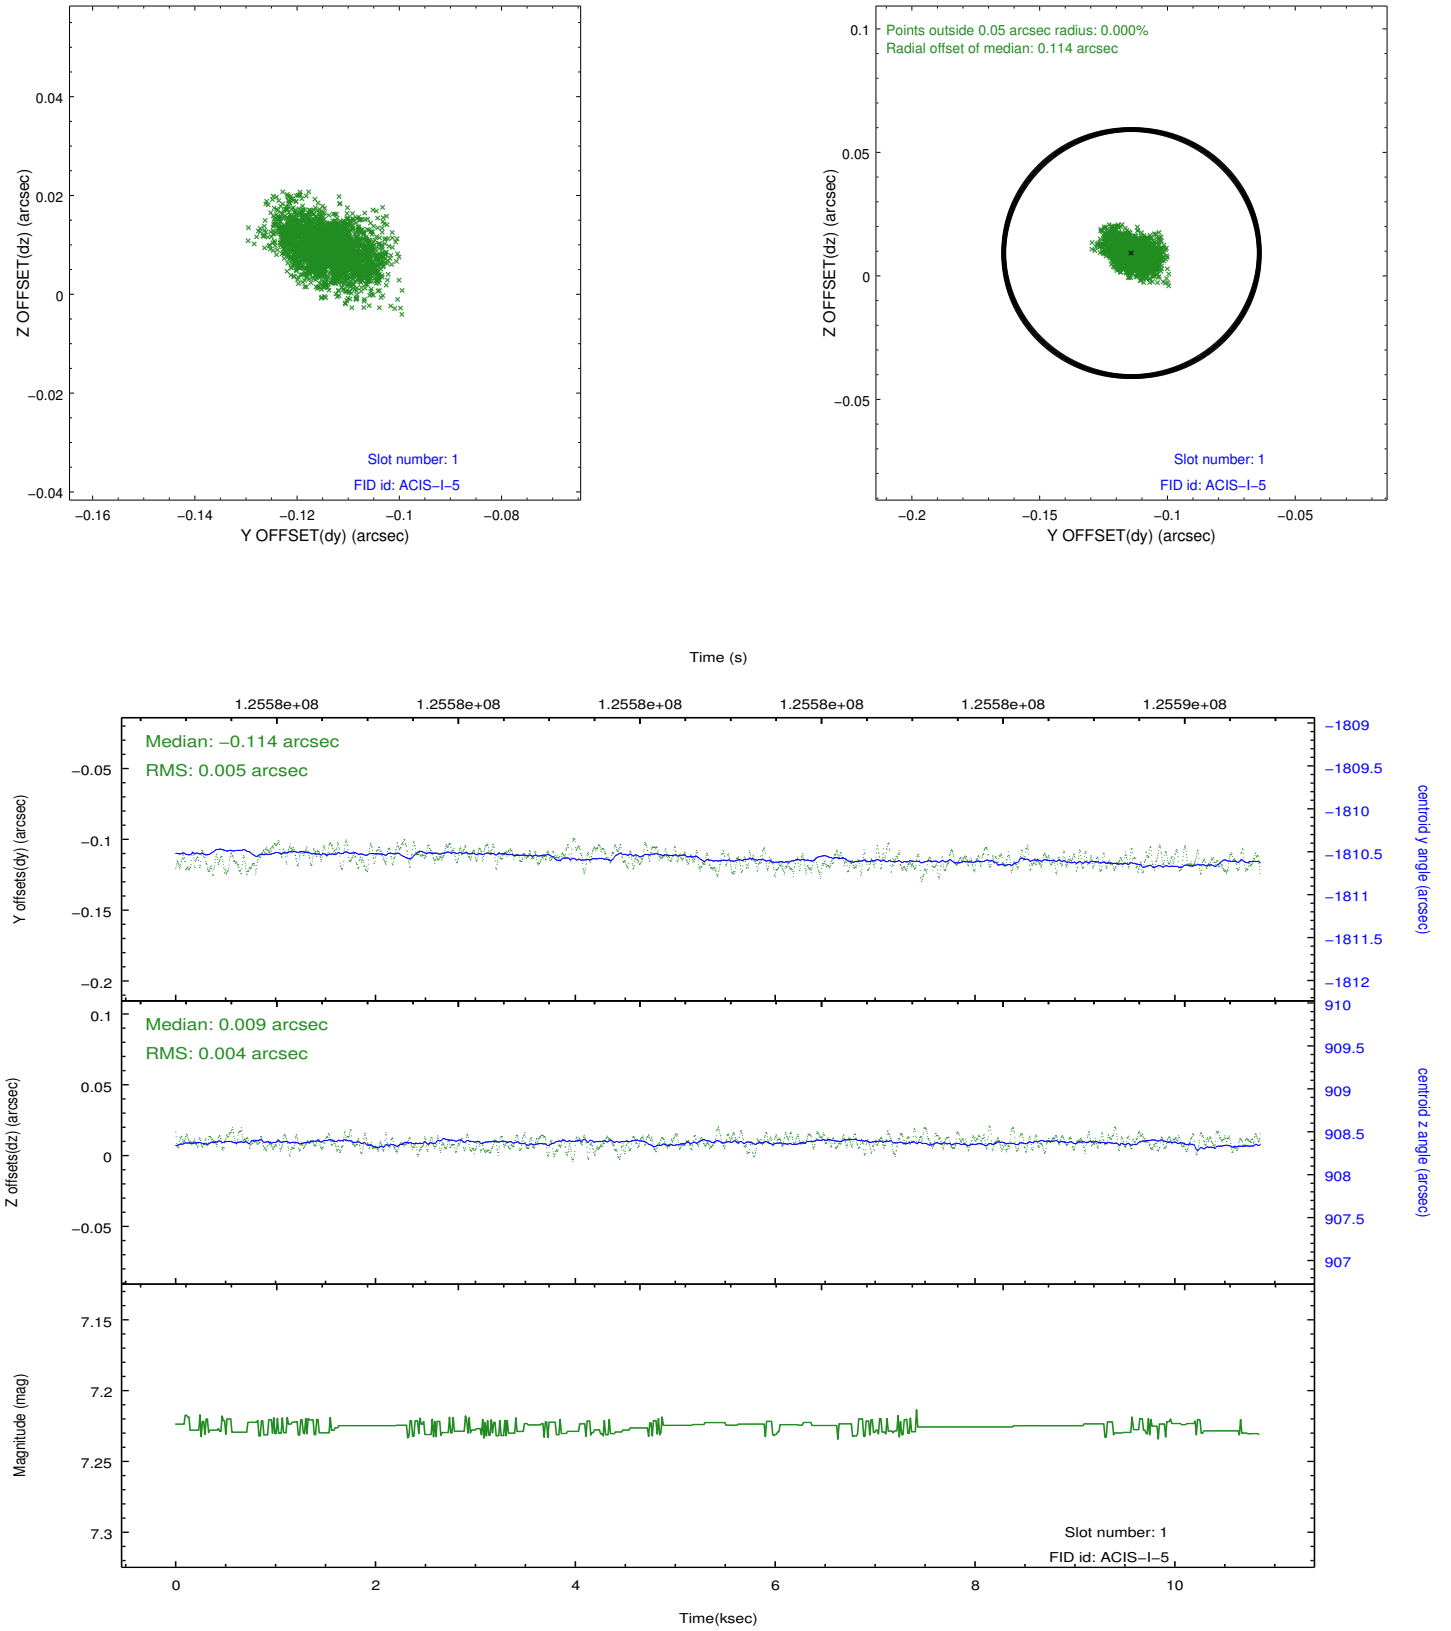 0.04
0.02
0
−0.02
−0.04
Z OFFSET(dz) (arcsec)
Slot number: 1
FID id: ACIS−I−5
−0.16
−0.14
−0.12
−0.1
−0.08
Y OFFSET(dy) (arcsec)
Points outside 0.05 arcsec radius: 0.000%
Radial offset of median: 0.114 arcsec
0.1
0.05
0
−0.05
Z OFFSET(dz) (arcsec)
Slot number: 1
FID id: ACIS−I−5
−0.2
−0.15
−0.1
−0.05
Y OFFSET(dy) (arcsec)
Time (s)
1.2558e+08
1.2558e+08
1.2558e+08
1.2558e+08
1.2558e+08
1.2559e+08
Median: −0.114 arcsec
RMS: 0.005 arcsec
−0.05
−0.1
−0.15
−0.2
Y offsets(dy) (arcsec)
−1809
−1809.5
−1810
−1810.5
−1811
−1811.5
−1812
centroid y angle (arcsec)
Median: 0.009 arcsec
RMS: 0.004 arcsec
0.1
0.05
0
−0.05
Z offsets(dz) (arcsec)
910
909.5
909
908.5
908
907.5
907
centroid z angle (arcsec)
7.15
7.2
7.25
7.3
Magnitude (mag)
Slot number: 1
FID id: ACIS−I−5
0
2
4
6
8
10
Time(ksec)